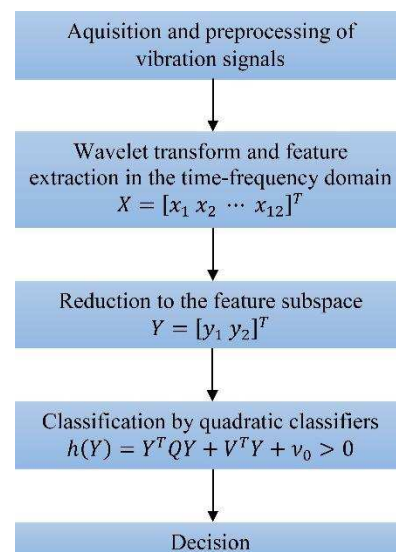 Aquisition and preprocessing of
vibration signals
Wavelet transform and feature
extraction in the time-frequency domain
X = [x₁ x₂ ⋯ x₁₂]ᵀ
Reduction to the feature subspace
Y = [y₁ y₂]ᵀ
Classification by quadratic classifiers
h(Y) = YᵀQY + VᵀY + ν₀ > 0
Decision